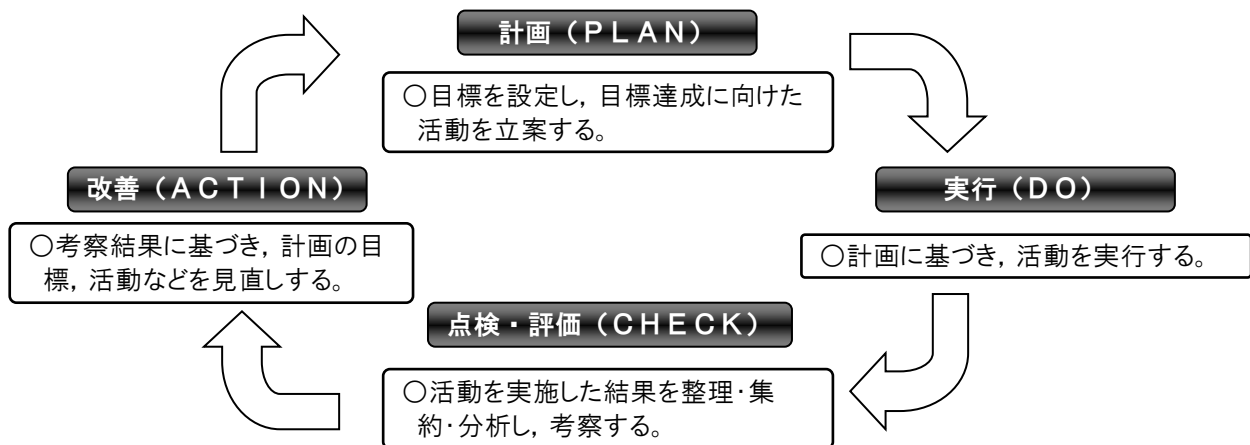 計画（ＰＬＡＮ）
○目標を設定し，目標達成に向けた
活動を立案する。
改善（ＡＣＴＩＯＮ）
実行（ＤＯ）
○考察結果に基づき，計画の目
標，活動などを見直しする。
○計画に基づき，活動を実行する。
点検・評価（ＣＨＥＣＫ）
○活動を実施した結果を整理・集
約・分析し，考察する。